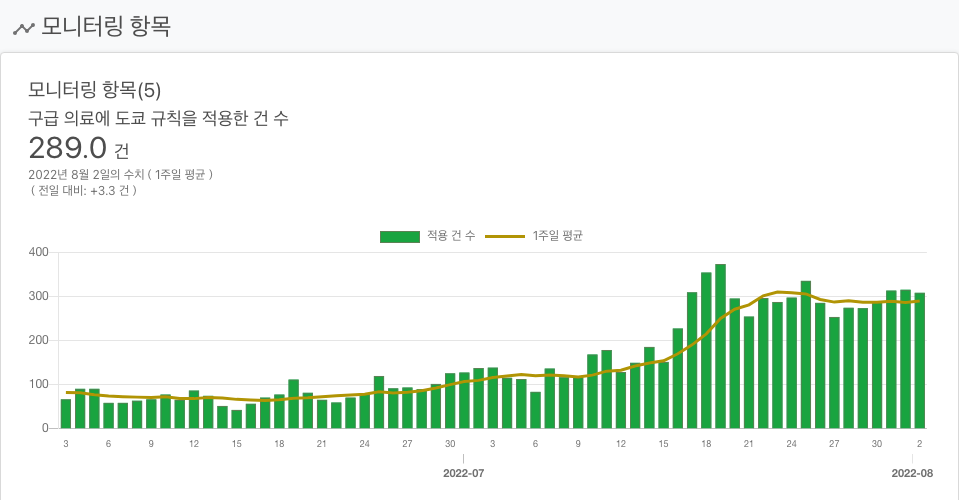 모니터링 항목
모니터링 항목(5)
구급 의료에 도쿄 규칙을 적용한 건 수
289.0 건
2022년 8월 2일의 수치 ( 1주일 평균 )
( 전일 대비: +3.3 건 )
적용 건 수 1주일 평균
400
300
200
100
0
3 6 9 12 15 18 21 24 27 30 3 6 9 12 15 18 21 24 27 30 2
2022-07 2022-08